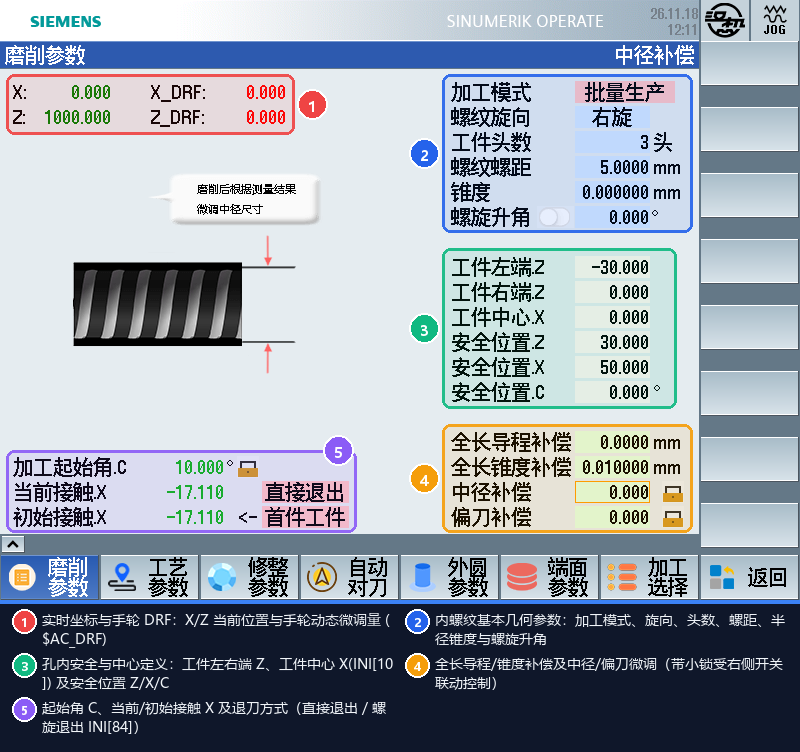 SIEMENS
SINUMERIK OPERATE
26.11.18
12:11
JOG
磨削参数
中径补偿
X: 0.000 X_DRF: 0.000
Z: 1000.000 Z_DRF: 0.000
1
磨削后根据测量结果
微调中径尺寸
2
加工模式 批量生产
螺纹旋向 右旋
工件头数 3 头
螺纹螺距 5.0000 mm
锥度 0.000000 mm
螺旋升角 0.000°
3
工件左端.Z -30.000
工件右端.Z 0.000
工件中心.X 0.000
安全位置.Z 30.000
安全位置.X 50.000
安全位置.C 0.000°
4
全长导程补偿 0.0000 mm
全长锥度补偿 0.010000 mm
中径补偿 0.000
偏刀补偿 0.000
5
加工起始角.C 10.000°
当前接触.X -17.110 直接退出
初始接触.X -17.110 <- 首件工件
磨削参数
工艺参数
修整参数
自动对刀
外圆参数
端面参数
加工选择
返回
1 实时坐标与手轮 DRF：X/Z 当前位置与手轮动态微调量 (
$AC_DRF)
2 内螺纹基本几何参数：加工模式、旋向、头数、螺距、半
径锥度与螺旋升角
3 孔内安全与中心定义：工件左右端 Z、工件中心 X(INI[10
]) 及安全位置 Z/X/C
4 全长导程/锥度补偿及中径/偏刀微调（带小锁受右侧开关
联动控制）
5 起始角 C、当前/初始接触 X 及退刀方式（直接退出 / 螺
旋退出 INI[84]）